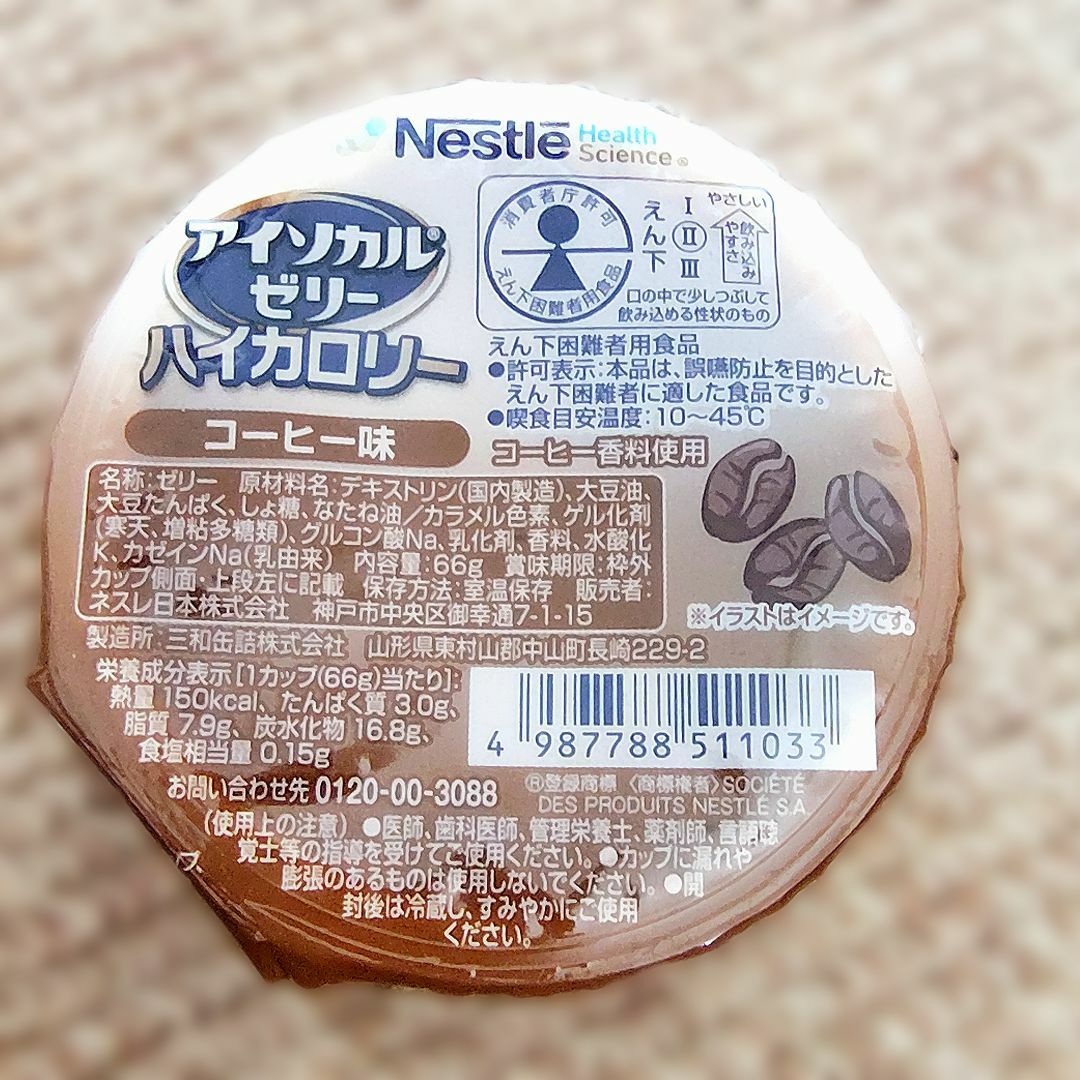 Nestlé Health Science®
アイソカル®
ゼリー
ハイカロリー
コーヒー味
消費者庁許可
えん下困難者用食品
えん下
I
II
III
やさしい
飲み込みやすさ
口の中で少しつぶして
飲み込める性状のもの
えん下困難者用食品
●許可表示:本品は、誤嚥防止を目的とした
えん下困難者に適した食品です。
●喫食目安温度:10〜45℃
コーヒー香料使用
名称:ゼリー 原材料名:デキストリン(国内製造)、大豆油、
大豆たんぱく、しょ糖、なたね油/カラメル色素、ゲル化剤
(寒天、増粘多糖類)、グルコン酸Na、乳化剤、香料、水酸化
K、カゼインNa(乳由来) 内容量:66g 賞味期限:枠外
カップ側面:上段左に記載 保存方法:室温保存 販売者:
ネスレ日本株式会社 神戸市中央区御幸通7-1-15
※イラストはイメージです。
製造所:三和缶詰株式会社 山形県東村山郡中山町長崎229-2
栄養成分表示[1カップ(66g)当たり]:
熱量 150kcal、たんぱく質 3.0g、
脂質 7.9g、炭水化物 16.8g、
食塩相当量 0.15g
4 987788 511033
お問い合わせ先 0120-00-3088
®登録商標 〈商標権者〉SOCIÉTÉ
DES PRODUITS NESTLÉ S.A.
(使用上の注意) ●医師、歯科医師、管理栄養士、薬剤師、言語聴
覚士等の指導を受けてご使用ください。●カップに漏れや
膨張のあるものは使用しないでください。●開
封後は冷蔵し、すみやかにご使用
ください。